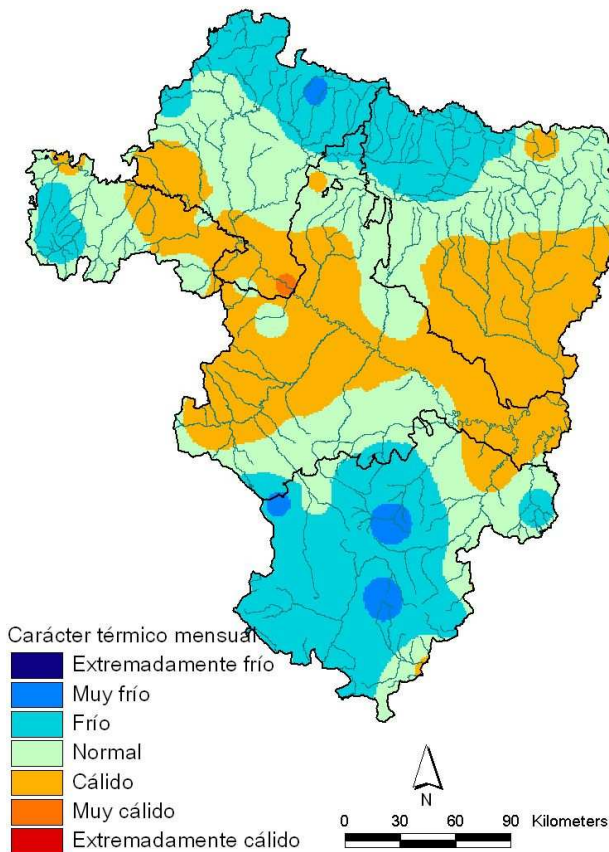 Carácter térmico mensual
Extremadamente frío
Muy frío
Frío
Normal
Cálido
Muy cálido
Extremadamente cálido
N
0 30 60 90 Kilometers